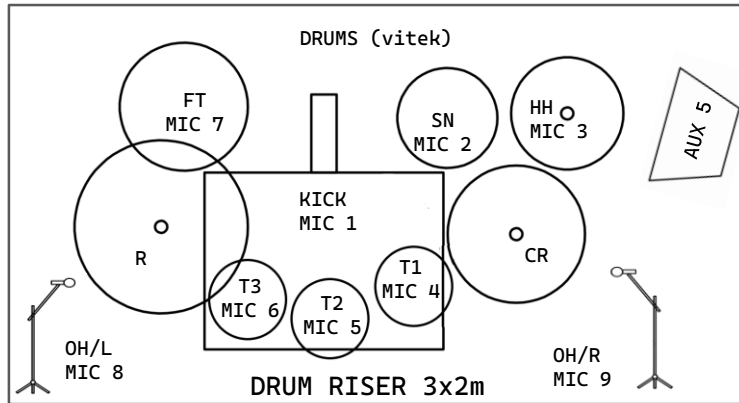 DRUMS (vitek)
FT
MIC 7
SN
MIC 2
HH
MIC 3
AUX 5
KICK
MIC 1
R
CR
T1
MIC 4
T3
MIC 6
T2
MIC 5
OH/L
MIC 8
OH/R
MIC 9
DRUM RISER 3x2m